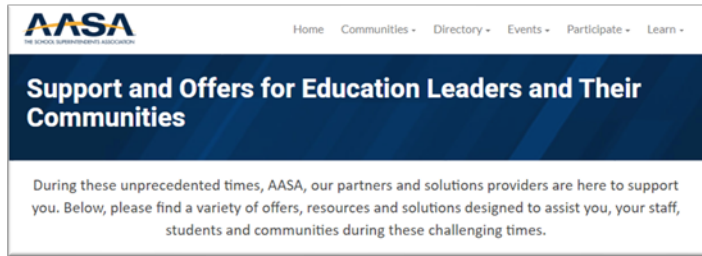 AASA
THE SCHOOL SUPERINTENDENTS ASSOCIATION
Home Communities Directory Events Participate Learn
Support and Offers for Education Leaders and Their
Communities
During these unprecedented times, AASA, our partners and solutions providers are here to support
you. Below, please find a variety of offers, resources and solutions designed to assist you, your staff,
students and communities during these challenging times.